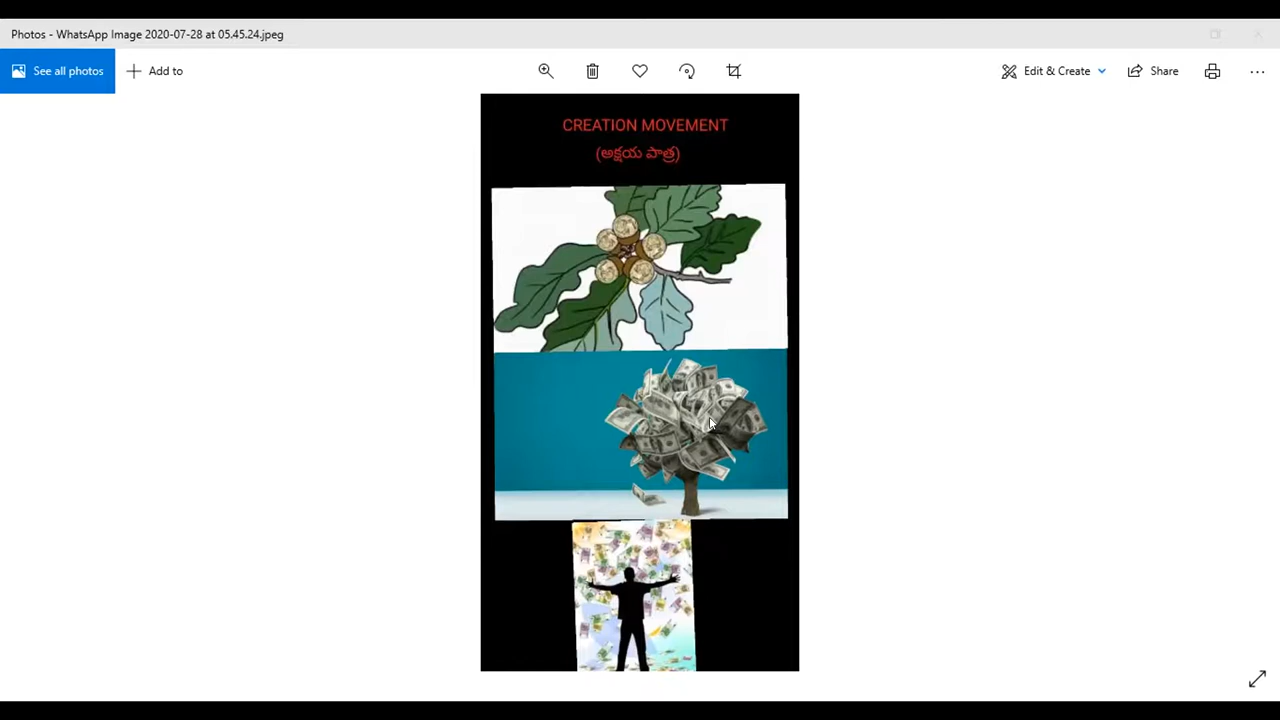 Photos - WhatsApp Image 2020-07-28 at 05.45.24.jpeg
See all photos
Add to
Edit & Create
Share
CREATION MOVEMENT
(అక్షయ పాత్ర)